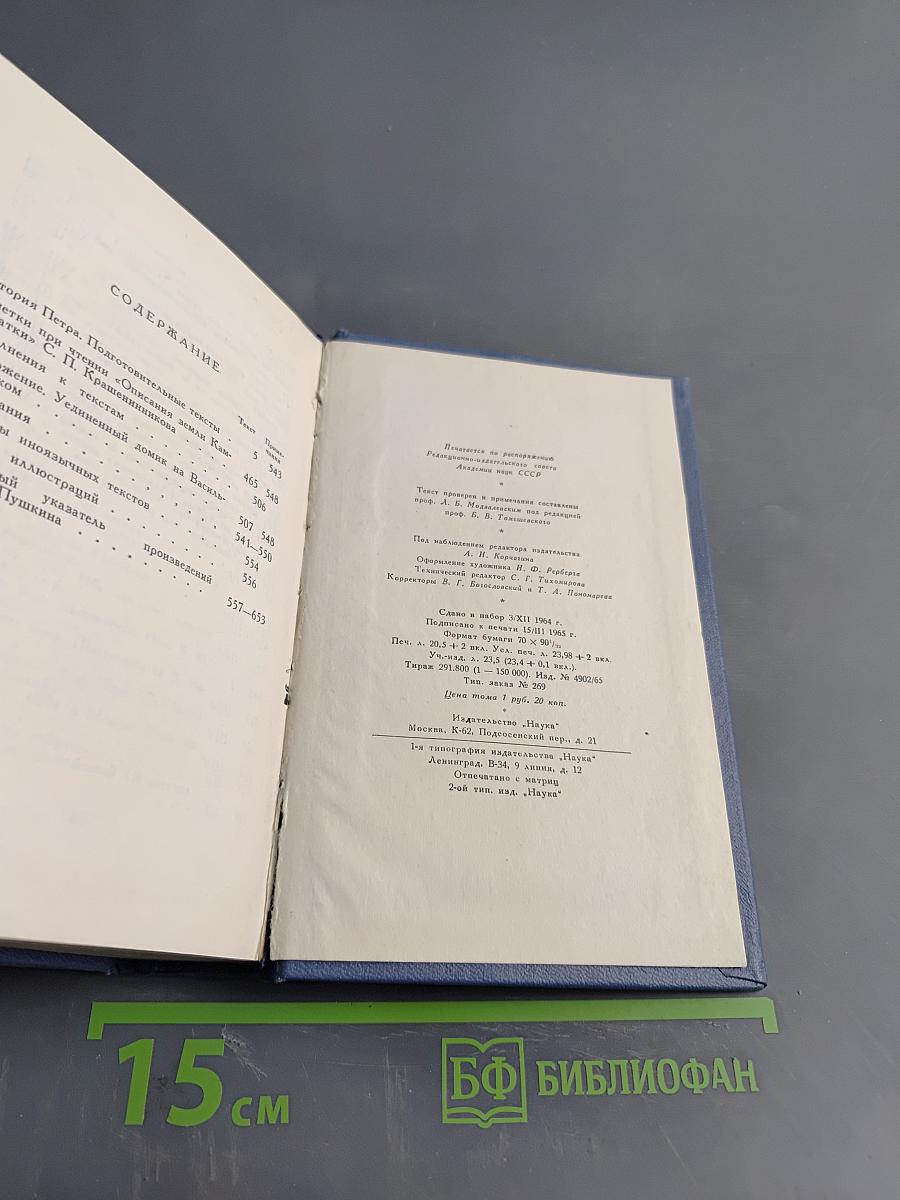 СОДЕРЖАНИЕ
Текст Приме-
чания
тория Петра. Подготовительные тексты . 5 543
етки при чтении «Описания земли Кам-
атки» С. П. Крашенинникова . . . . 465 548
лнения к текстам . . . . . . 506
ожение. Уединенный домик на Василь-
ком . . . . . . . . 507 548
ания . . . . . . . . 541—550
ы иноязычных текстов . . . . . 554
иллюстраций . . . . . . 556
ый указатель произведений
Пушкина . . . . . . . 557—653
Печатается по распоряжению
Редакционно-издательского совета
Академии наук СССР
*
Текст проверен и примечания составлены
проф. Л. Б. Модзалевским под редакцией
проф. Б. В. Томашевского
*
Под наблюдением редактора издательства
А. И. Корчагина
Оформление художника И. Ф. Рерберга
Технический редактор С. Г. Тихомирова
Корректоры В. Г. Богословский и Т. А. Пономарева
*
Сдано в набор 3/XII 1964 г.
Подписано к печати 15/III 1965 г.
Формат бумаги 70 × 90¹/₃₂
Печ. л. 20,5 + 2 вкл. Усл. печ. л. 23,98 + 2 вкл.
Уч.-изд. л. 23,5 (23,4 + 0,1 вкл.).
Тираж 291.800 (1 — 150 000). Изд. № 4902/65
Тип. заказ № 269
Цена тома 1 руб. 20 коп.
*
Издательство „Наука"
Москва, К-62, Подсосенский пер., д. 21
1-я типография издательства „Наука"
Ленинград, В-34, 9 линия, д. 12
Отпечатано с матриц
2-ой тип. изд. „Наука"
15 см
БФ БИБЛИОФАН